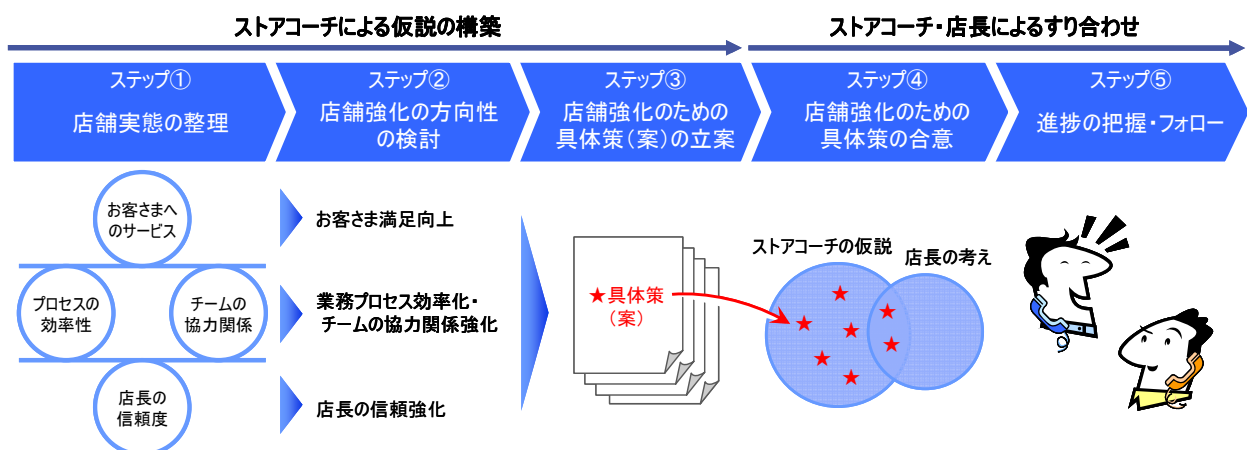 ストアコーチによる仮説の構築
ストアコーチ・店長によるすり合わせ
ステップ①
店舗実態の整理
ステップ②
店舗強化の方向性
の検討
ステップ③
店舗強化のための
具体策(案)の立案
ステップ④
店舗強化のための
具体策の合意
ステップ⑤
進捗の把握・フォロー
お客さまへ
のサービス
プロセスの
効率性
チームの
協力関係
店長の
信頼度
お客さま満足向上
業務プロセス効率化・
チームの協力関係強化
店長の信頼強化
★具体策
(案)
ストアコーチの仮説
店長の考え